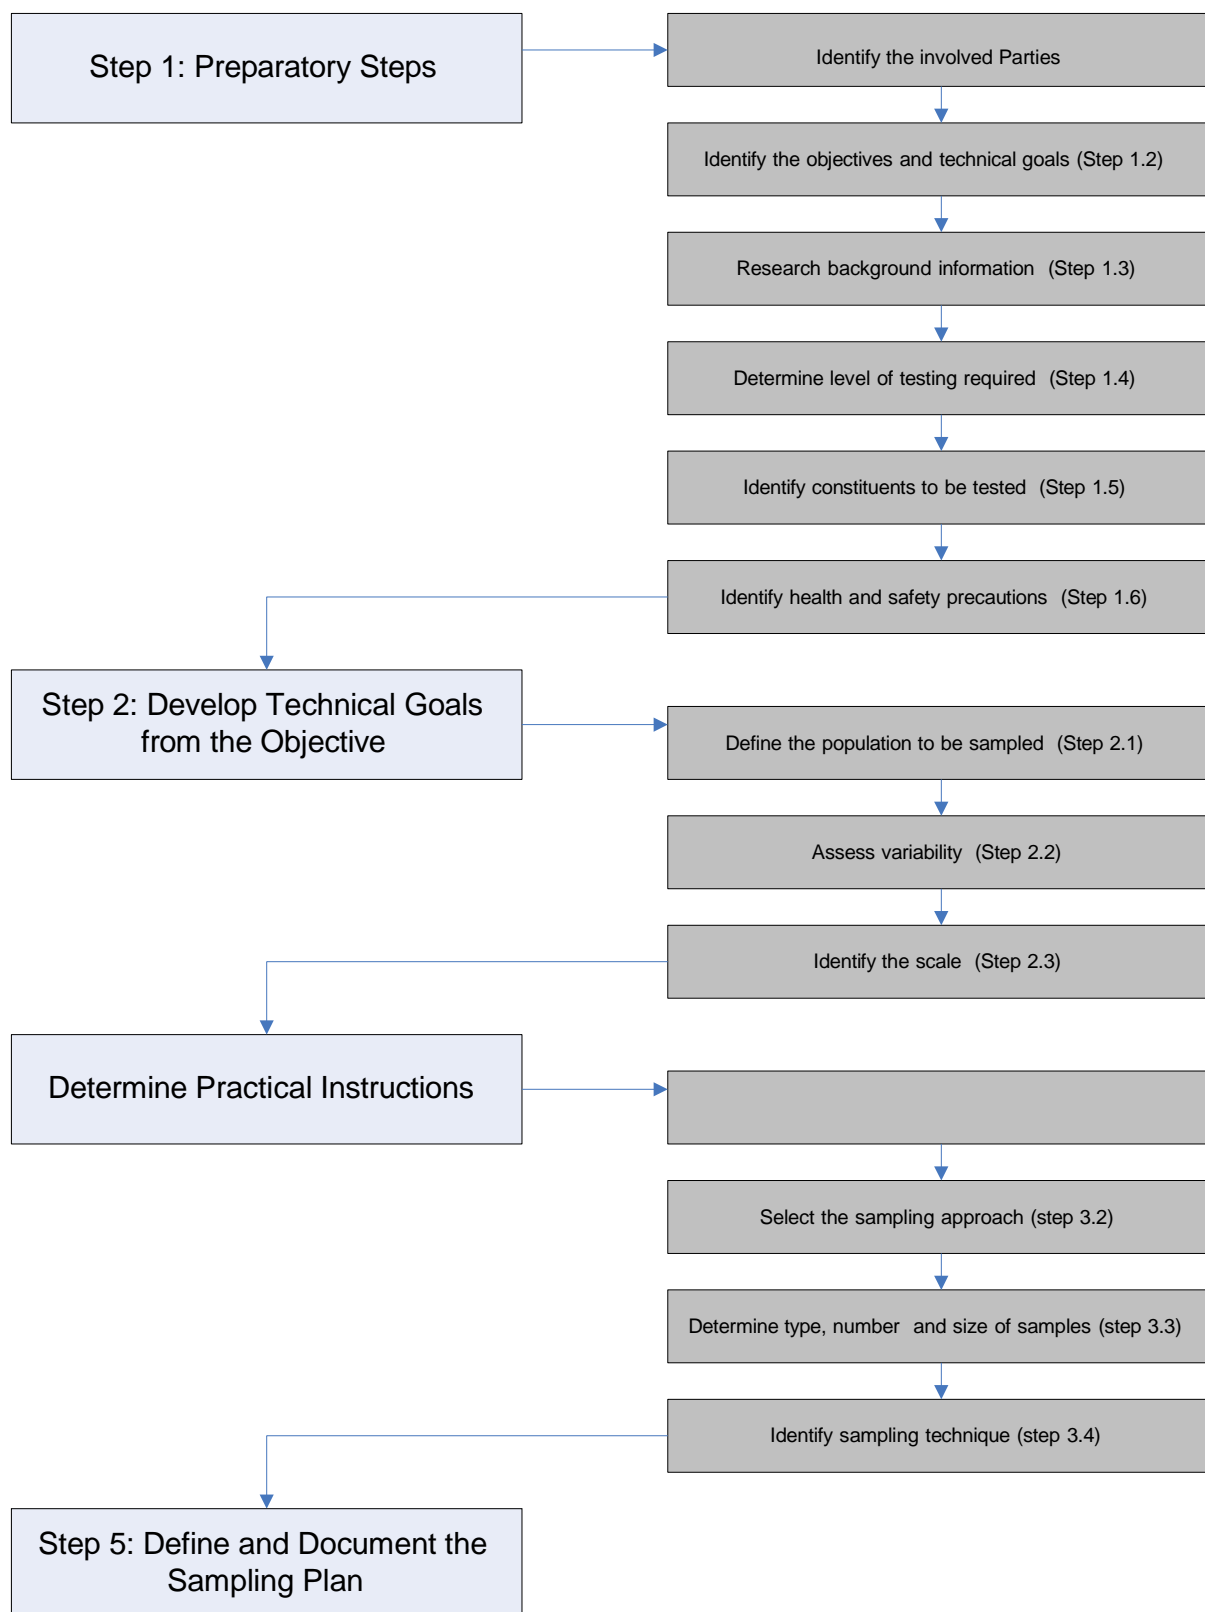 Step 1: Preparatory Steps
Identify the involved Parties
Identify the objectives and technical goals (Step 1.2)
Research background information (Step 1.3)
Determine level of testing required (Step 1.4)
Identify constituents to be tested (Step 1.5)
Identify health and safety precautions (Step 1.6)
Step 2: Develop Technical Goals
from the Objective
Define the population to be sampled (Step 2.1)
Assess variability (Step 2.2)
Identify the scale (Step 2.3)
Determine Practical Instructions
Select the sampling approach (step 3.2)
Determine type, number and size of samples (step 3.3)
Identify sampling technique (step 3.4)
Step 5: Define and Document the
Sampling Plan